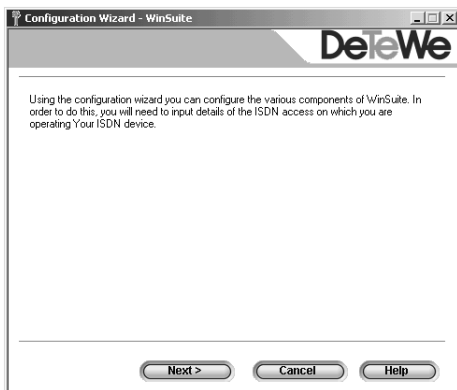 Configuration Wizard - WinSuite
DeTeWe
Using the configuration wizard you can configure the various components of WinSuite. In
order to do this, you will need to input details of the ISDN access on which you are
operating Your ISDN device.
Next >
Cancel
Help